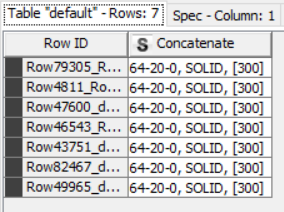 Table "default" - Rows: 7 Spec - Column: 1
Row ID S Concatenate
Row79305_R... 64-20-0, SOLID, [300]
Row4811_Ro... 64-20-0, SOLID, [300]
Row47600_d... 64-20-0, SOLID, [300]
Row46543_R... 64-20-0, SOLID, [300]
Row43751_d... 64-20-0, SOLID, [300]
Row82467_d... 64-20-0, SOLID, [300]
Row49965_d... 64-20-0, SOLID, [300]